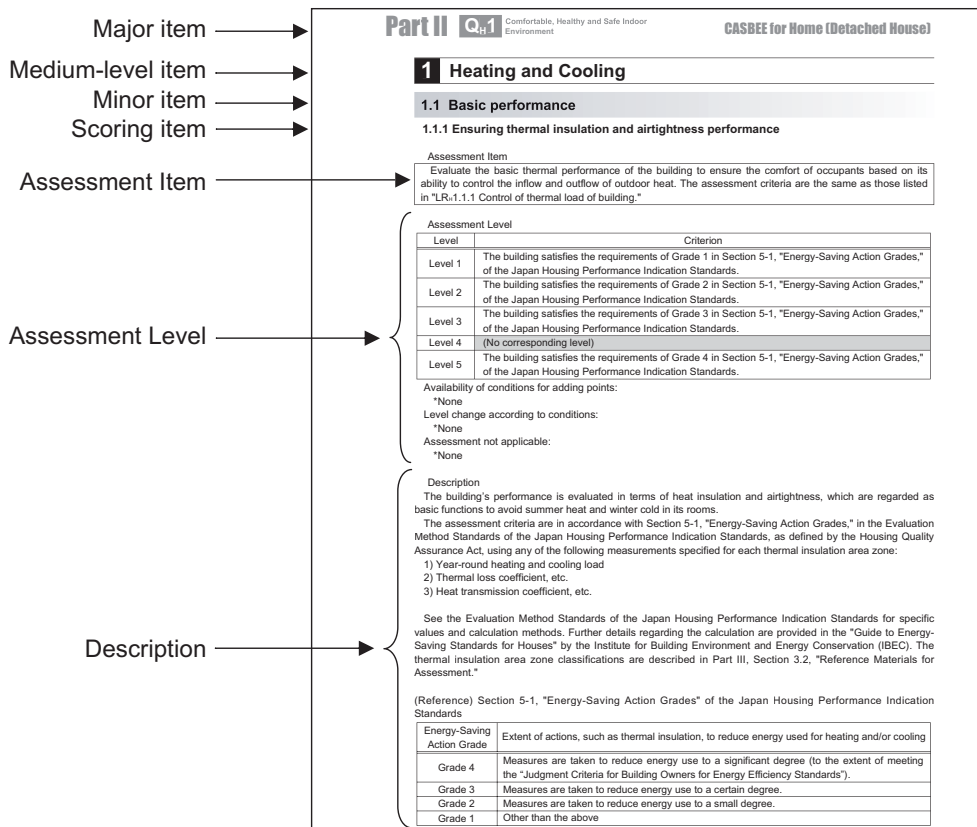 Major item
Medium-level item
Minor item
Scoring item
Assessment Item
Assessment Level
Description
Part II QH1 Comfortable, Healthy and Safe Indoor
Environment
CASBEE for Home (Detached House)
1 Heating and Cooling
1.1 Basic performance
1.1.1 Ensuring thermal insulation and airtightness performance
Assessment Item
Evaluate the basic thermal performance of the building to ensure the comfort of occupants based on its
ability to control the inflow and outflow of outdoor heat. The assessment criteria are the same as those listed
in "LRH1.1.1 Control of thermal load of building."
Assessment Level
Level Criterion
Level 1 The building satisfies the requirements of Grade 1 in Section 5-1, "Energy-Saving Action Grades,"
of the Japan Housing Performance Indication Standards.
Level 2 The building satisfies the requirements of Grade 2 in Section 5-1, "Energy-Saving Action Grades,"
of the Japan Housing Performance Indication Standards.
Level 3 The building satisfies the requirements of Grade 3 in Section 5-1, "Energy-Saving Action Grades,"
of the Japan Housing Performance Indication Standards.
Level 4 (No corresponding level)
Level 5 The building satisfies the requirements of Grade 4 in Section 5-1, "Energy-Saving Action Grades,"
of the Japan Housing Performance Indication Standards.
Availability of conditions for adding points:
*None
Level change according to conditions:
*None
Assessment not applicable:
*None
Description
The building's performance is evaluated in terms of heat insulation and airtightness, which are regarded as
basic functions to avoid summer heat and winter cold in its rooms.
The assessment criteria are in accordance with Section 5-1, "Energy-Saving Action Grades," in the Evaluation
Method Standards of the Japan Housing Performance Indication Standards, as defined by the Housing Quality
Assurance Act, using any of the following measurements specified for each thermal insulation area zone:
1) Year-round heating and cooling load
2) Thermal loss coefficient, etc.
3) Heat transmission coefficient, etc.
See the Evaluation Method Standards of the Japan Housing Performance Indication Standards for specific
values and calculation methods. Further details regarding the calculation are provided in the "Guide to Energy-
Saving Standards for Houses" by the Institute for Building Environment and Energy Conservation (IBEC). The
thermal insulation area zone classifications are described in Part III, Section 3.2, "Reference Materials for
Assessment."
(Reference) Section 5-1, "Energy-Saving Action Grades" of the Japan Housing Performance Indication
Standards
Energy-Saving
Action Grade
Extent of actions, such as thermal insulation, to reduce energy used for heating and/or cooling
Grade 4 Measures are taken to reduce energy use to a significant degree (to the extent of meeting
the "Judgment Criteria for Building Owners for Energy Efficiency Standards").
Grade 3 Measures are taken to reduce energy use to a certain degree.
Grade 2 Measures are taken to reduce energy use to a small degree.
Grade 1 Other than the above